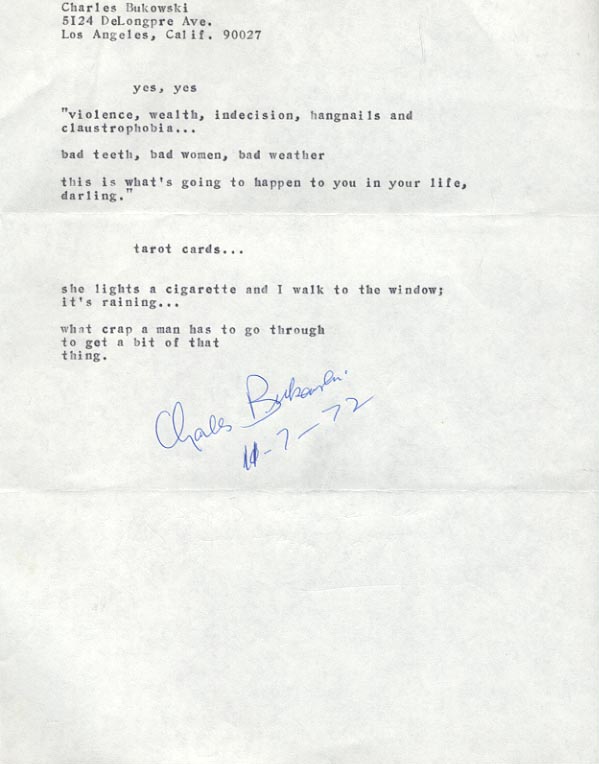 Charles Bukowski
5I24 DeLongpre Ave.
Los Angeles, Calif. 90027
yes, yes
"violence, wealth, indecision, hangnails and
claustrophobia...
bad teeth, bad women, bad weather
this is what's going to happen to you in your life,
darling."
tarot cards...
she lights a cigarette and I walk to the window;
it's raining...
what crap a man has to go through
to get a bit of that
thing.
Charles Bukowski
11-7-72